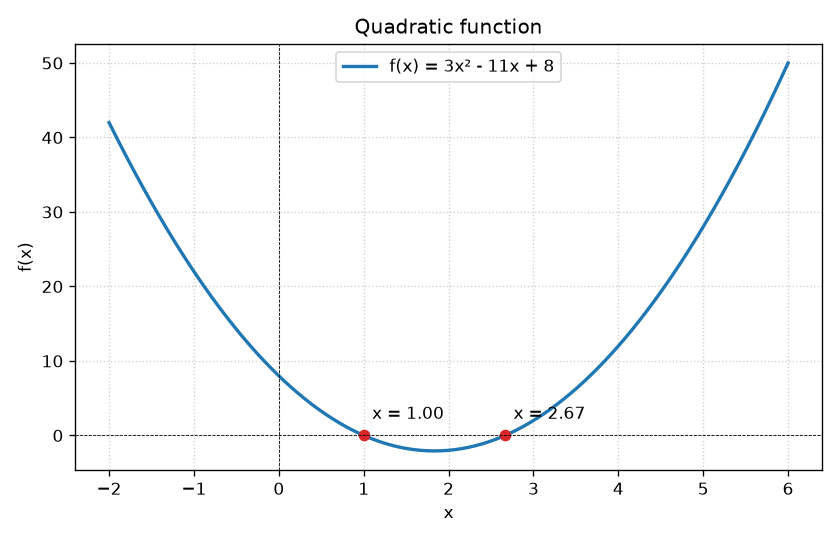 Quadratic function
f(x) = 3x² - 11x + 8
50
40
30
20
10
0
f(x)
x = 1.00
x = 2.67
−2 −1 0 1 2 3 4 5 6
x